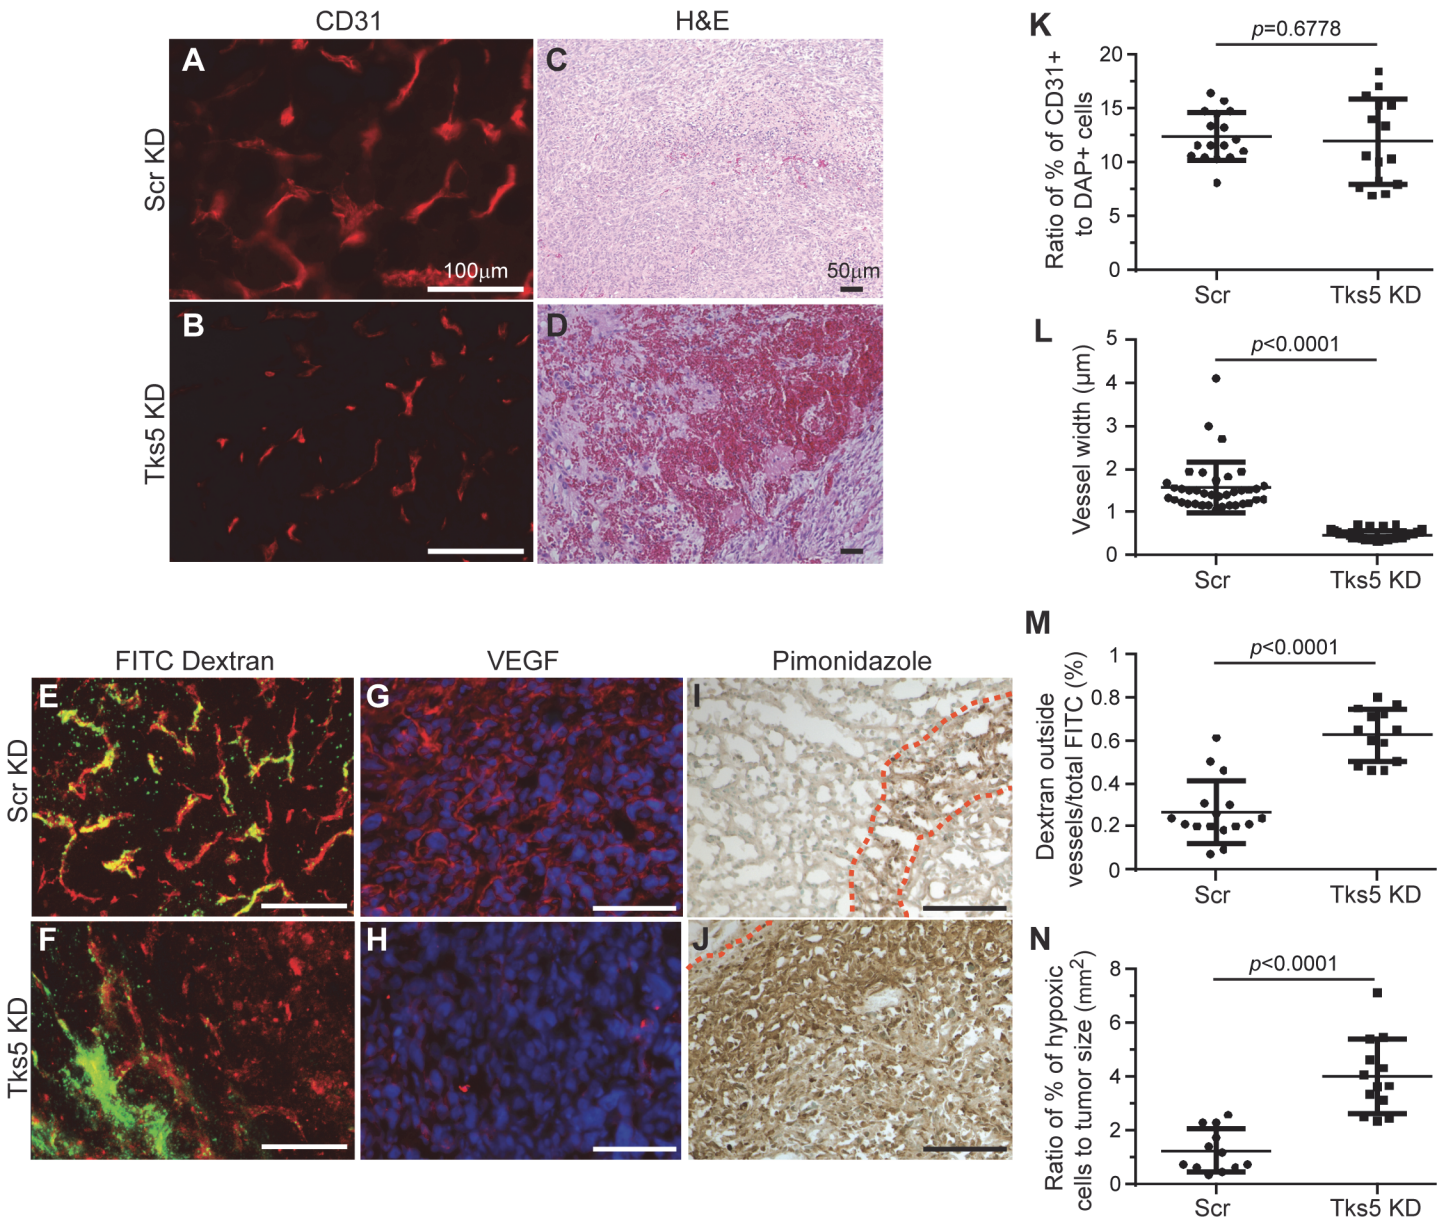 CD31
H&E
Scr KD
Tks5 KD
A
B
C
D
100µm
50µm
FITC Dextran
VEGF
Pimonidazole
Scr KD
Tks5 KD
E
F
G
H
I
J
K
p=0.6778
Ratio of % of CD31+
to DAP+ cells
20
15
10
5
0
Scr
Tks5 KD
L
p<0.0001
Vessel width (µm)
5
4
3
2
1
0
Scr
Tks5 KD
M
p<0.0001
Dextran outside
vessels/total FITC (%)
1
0.8
0.6
0.4
0.2
0
Scr
Tks5 KD
N
p<0.0001
Ratio of % of hypoxic
cells to tumor size (mm²)
8
6
4
2
0
Scr
Tks5 KD